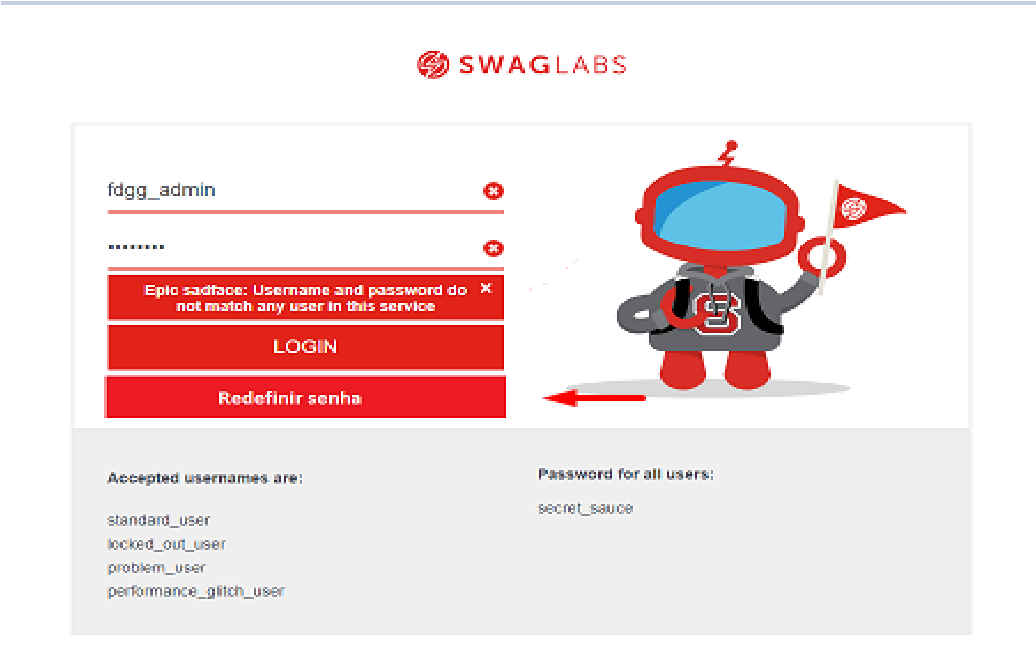 SWAGLABS
fdgg_admin
••••••••
Epic sadface: Username and password do
not match any user in this service
LOGIN
Redefinir senha
S
Accepted usernames are:
standard_user
locked_out_user
problem_user
performance_glitch_user
Password for all users:
secret_sauce